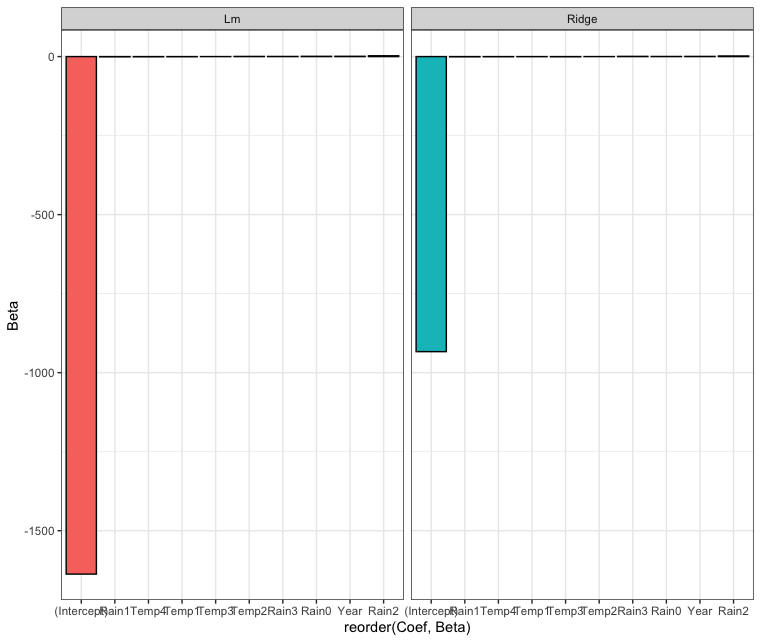 Lm Ridge
0
-500
-1000
-1500
Beta
(Intercept) Rain1 Temp4 Temp1 Temp3 Temp2 Rain3 Rain0 Year Rain2 (Intercept) Rain1 Temp4 Temp1 Temp3 Temp2 Rain3 Rain0 Year Rain2
reorder(Coef, Beta)